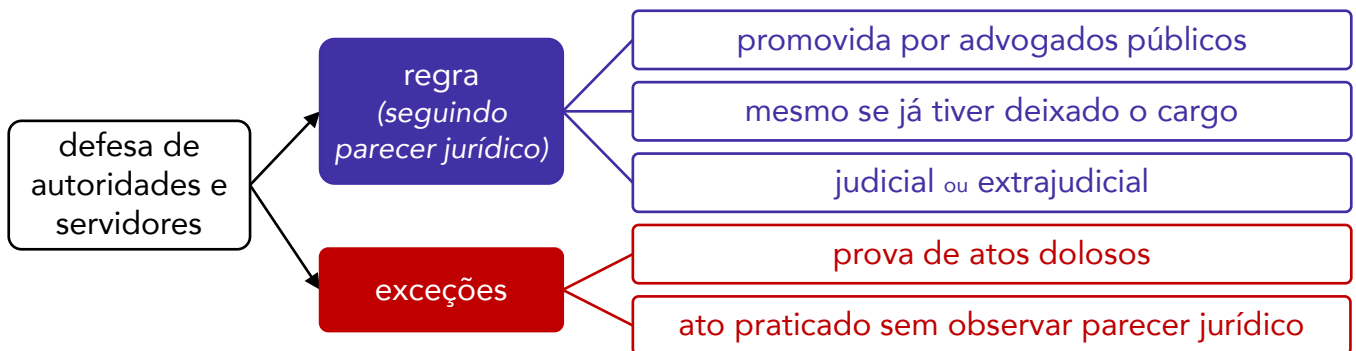 defesa de
autoridades e
servidores
regra
(seguindo
parecer jurídico)
promovida por advogados públicos
mesmo se já tiver deixado o cargo
judicial ou extrajudicial
exceções
prova de atos dolosos
ato praticado sem observar parecer jurídico